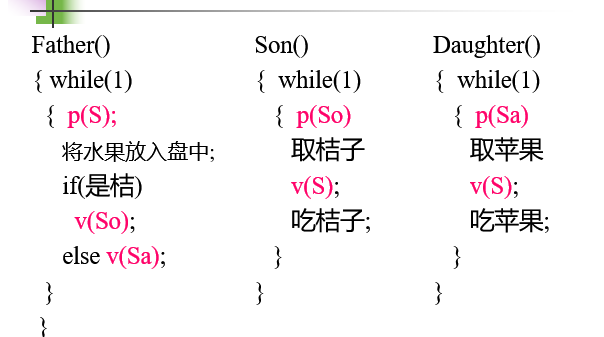 Father()
{ while(1)
{ p(S);
将水果放入盘中;
if(是桔)
v(So);
else v(Sa);
}
}
Son()
{ while(1)
{ p(So)
取桔子
v(S);
吃桔子;
}
}
Daughter()
{ while(1)
{ p(Sa)
取苹果
v(S);
吃苹果;
}
}